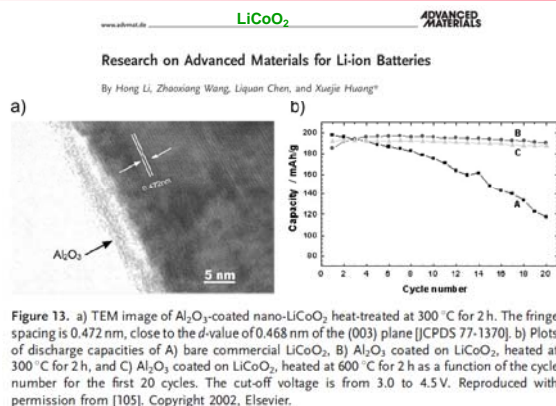 www.advmat.de
LiCoO₂
ADVANCED
MATERIALS
Research on Advanced Materials for Li-ion Batteries
By Hong Li, Zhaoxiang Wang, Liquan Chen, and Xuejie Huang*
a)
0.472nm
Al₂O₃
5 nm
b)
Capacity / mAh/g
200
180
160
140
120
100
80
B
C
A
0 2 4 6 8 10 12 14 16 18 20
Cycle number
Figure 13. a) TEM image of Al₂O₃-coated nano-LiCoO₂ heat-treated at 300 °C for 2 h. The fringe
spacing is 0.472 nm, close to the d-value of 0.468 nm of the (003) plane [JCPDS 77-1370]. b) Plots
of discharge capacities of A) bare commercial LiCoO₂, B) Al₂O₃ coated on LiCoO₂, heated at
300 °C for 2 h, and C) Al₂O₃ coated on LiCoO₂, heated at 600 °C for 2 h as a function of the cycle
number for the first 20 cycles. The cut-off voltage is from 3.0 to 4.5 V. Reproduced with
permission from [105]. Copyright 2002, Elsevier.